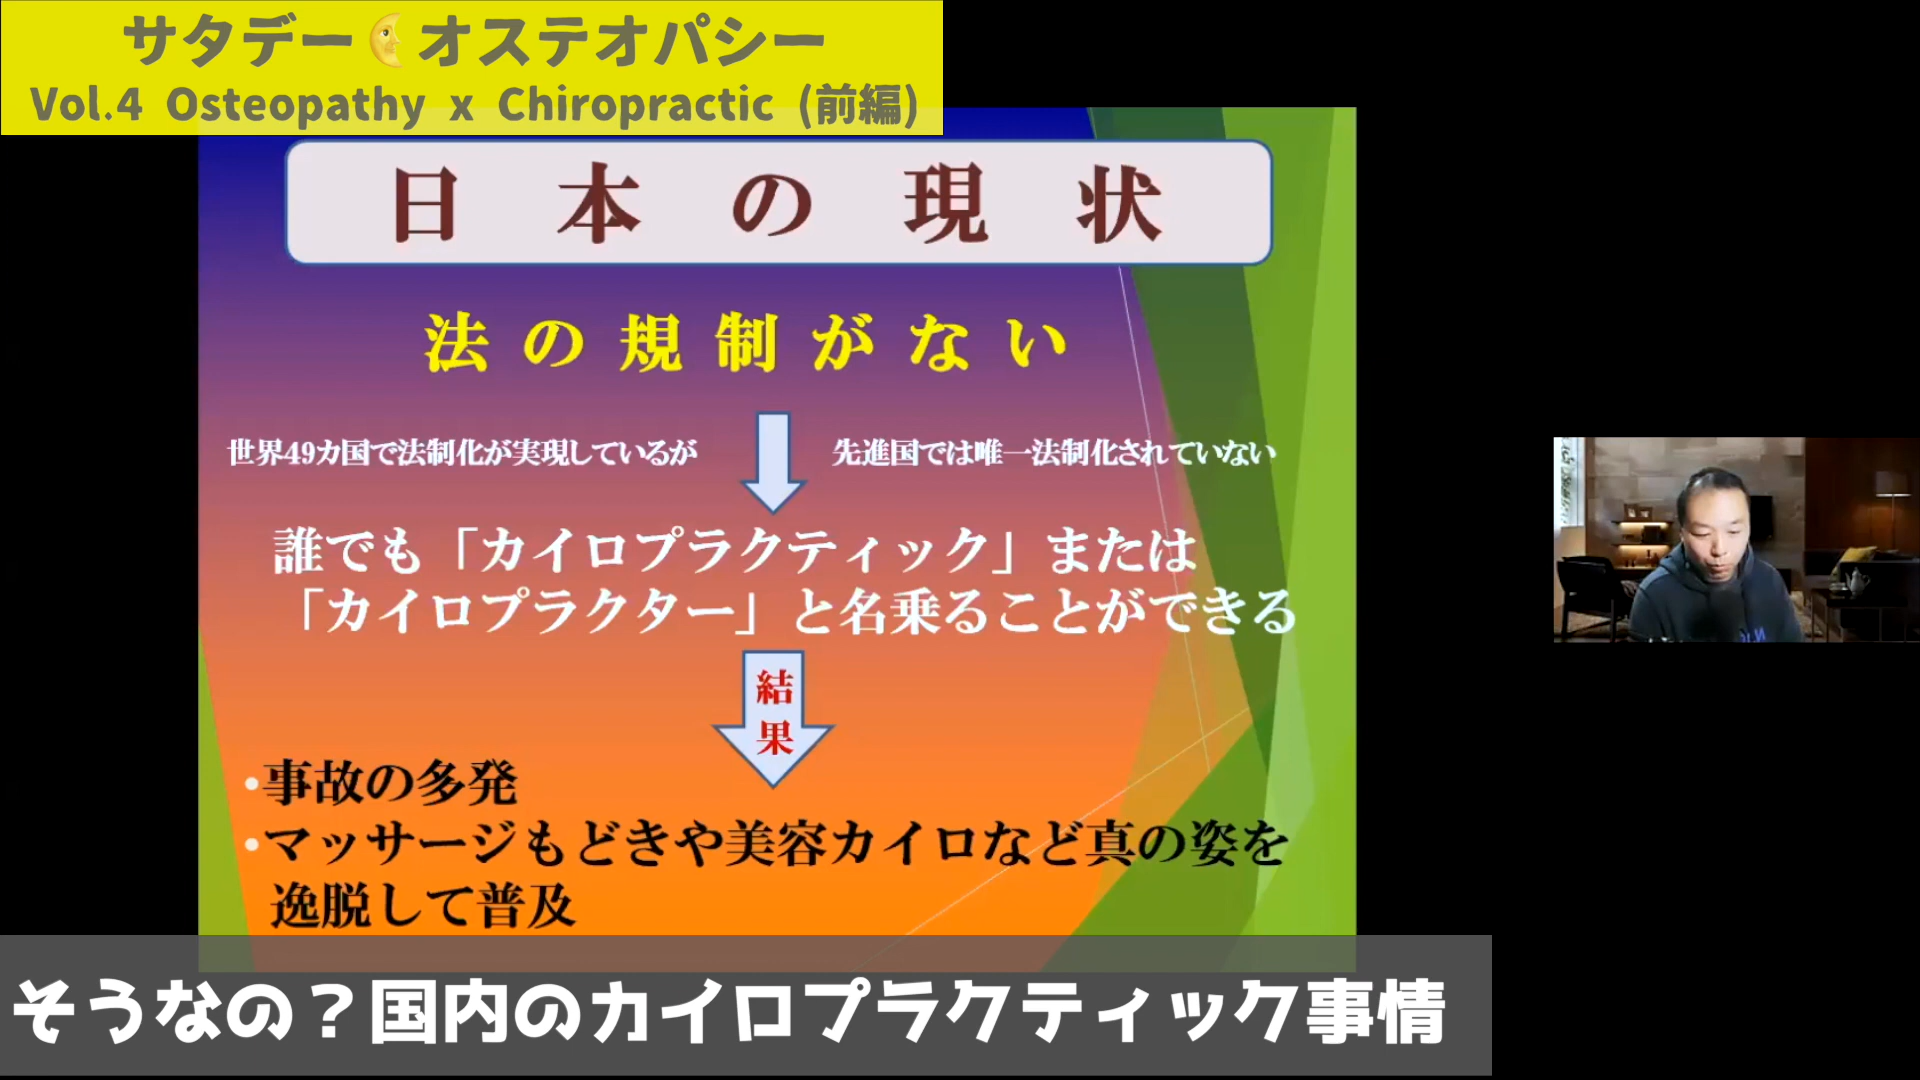 サタデー🌛オステオパシー
Vol.4 Osteopathy x Chiropractic (前編)
日本の現状
法の規制がない
世界49カ国で法制化が実現しているが
先進国では唯一法制化されていない
誰でも「カイロプラクティック」または
「カイロプラクター」と名乗ることができる
結果
•事故の多発
•マッサージもどきや美容カイロなど真の姿を
逸脱して普及
そうなの？国内のカイロプラクティック事情